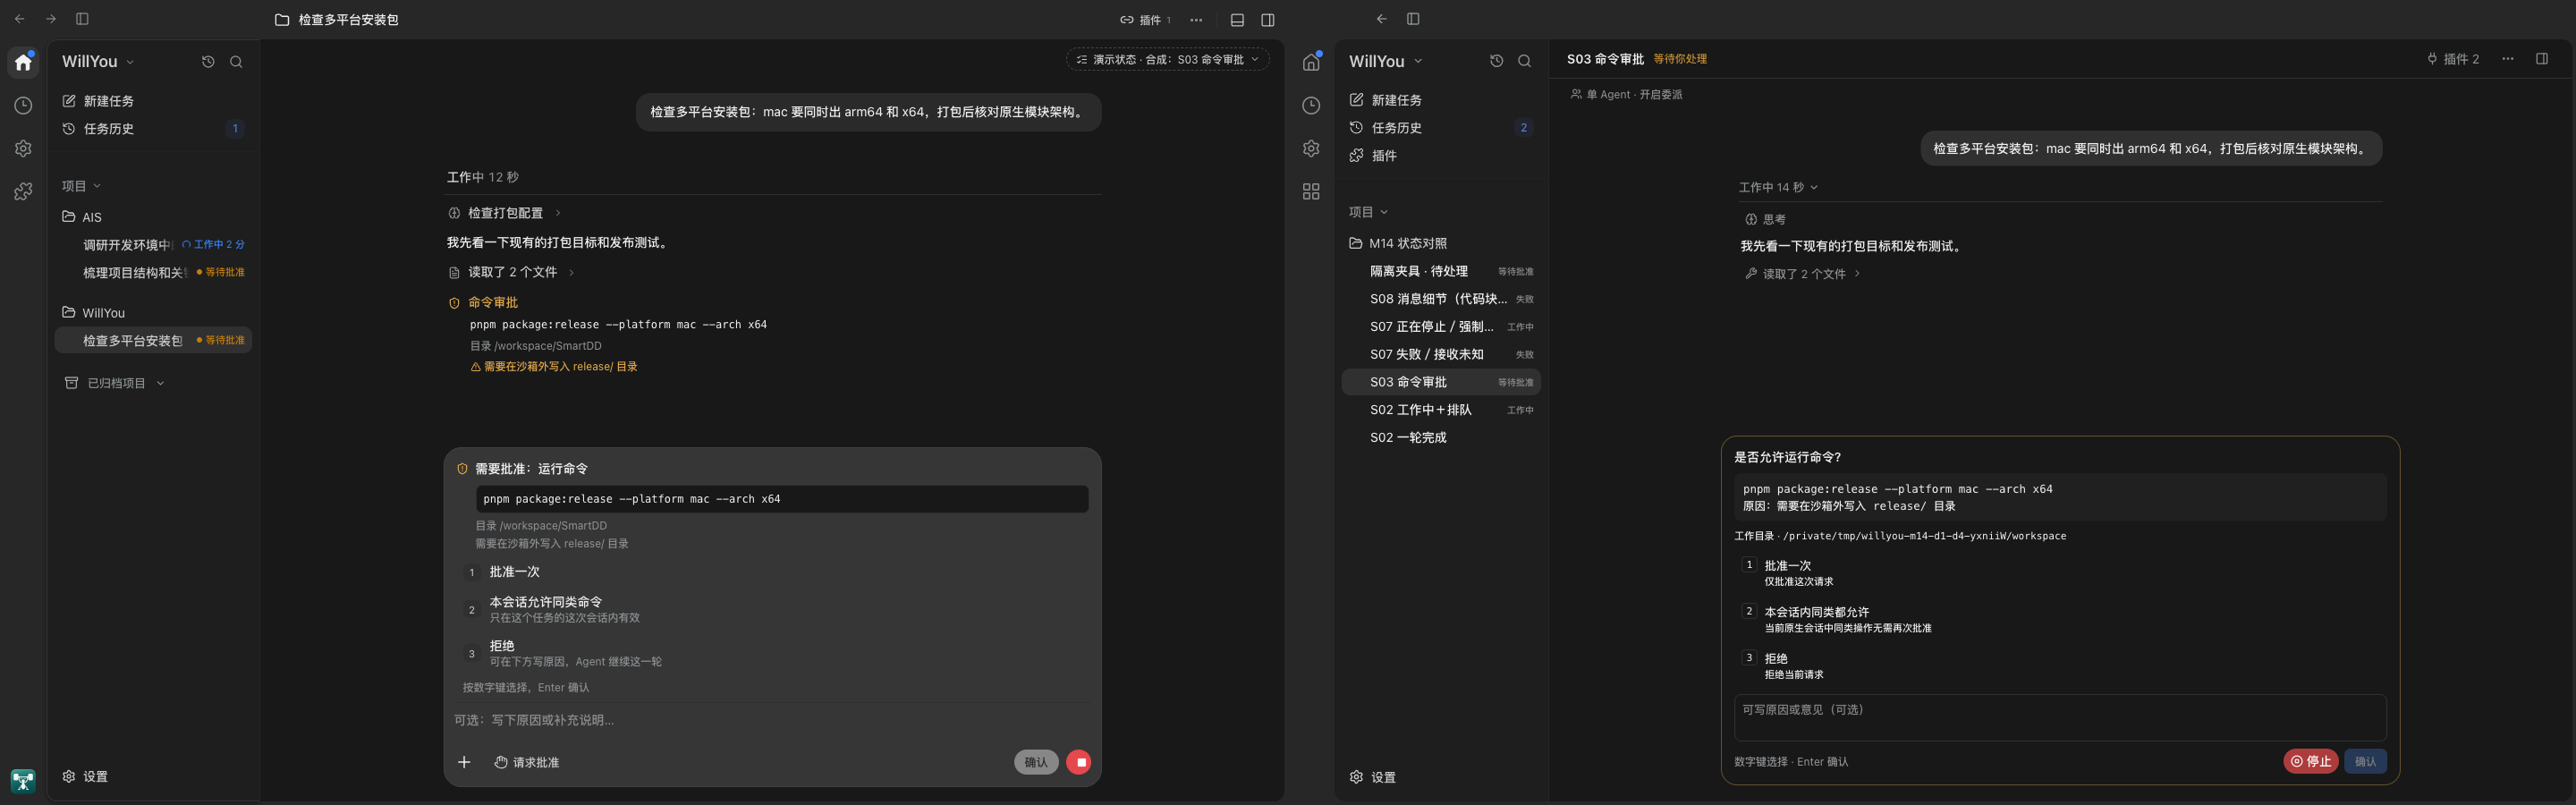 检查多平台安装包
插件 1
WillYou
演示状态 · 合成：S03 命令审批
新建任务
任务历史 1
检查多平台安装包：mac 要同时出 arm64 和 x64，打包后核对原生模块架构。
项目
AIS
调研开发环境中 工作中 2 分
梳理项目结构和关 等待批准
WillYou
检查多平台安装包 等待批准
已归档项目
设置
工作中 12 秒
检查打包配置
我先看一下现有的打包目标和发布测试。
读取了 2 个文件
命令审批
pnpm package:release --platform mac --arch x64
目录 /workspace/SmartDD
需要在沙箱外写入 release/ 目录
需要批准：运行命令
pnpm package:release --platform mac --arch x64
目录 /workspace/SmartDD
需要在沙箱外写入 release/ 目录
1 批准一次
2 本会话允许同类命令
只在这个任务的这次会话内有效
3 拒绝
可在下方写原因，Agent 继续这一轮
按数字键选择，Enter 确认
可选：写下原因或补充说明...
请求批准
确认
WillYou
新建任务
任务历史 2
插件
项目
M14 状态对照
隔离夹具 · 待处理 等待批准
S08 消息细节（代码块... 失败
S07 正在停止 / 强制... 工作中
S07 失败 / 接收未知 失败
S03 命令审批 等待批准
S02 工作中＋排队 工作中
S02 一轮完成
设置
S03 命令审批 等待你处理
插件 2
单 Agent · 开启委派
检查多平台安装包：mac 要同时出 arm64 和 x64，打包后核对原生模块架构。
工作中 14 秒
思考
我先看一下现有的打包目标和发布测试。
读取了 2 个文件
是否允许运行命令？
pnpm package:release --platform mac --arch x64
原因：需要在沙箱外写入 release/ 目录
工作目录 · /private/tmp/willyou-m14-d1-d4-yxniiW/workspace
1 批准一次
仅批准这次请求
2 本会话内同类都允许
当前原生会话中同类操作无需再次批准
3 拒绝
拒绝当前请求
可写原因或意见（可选）
数字键选择 · Enter 确认
停止
确认